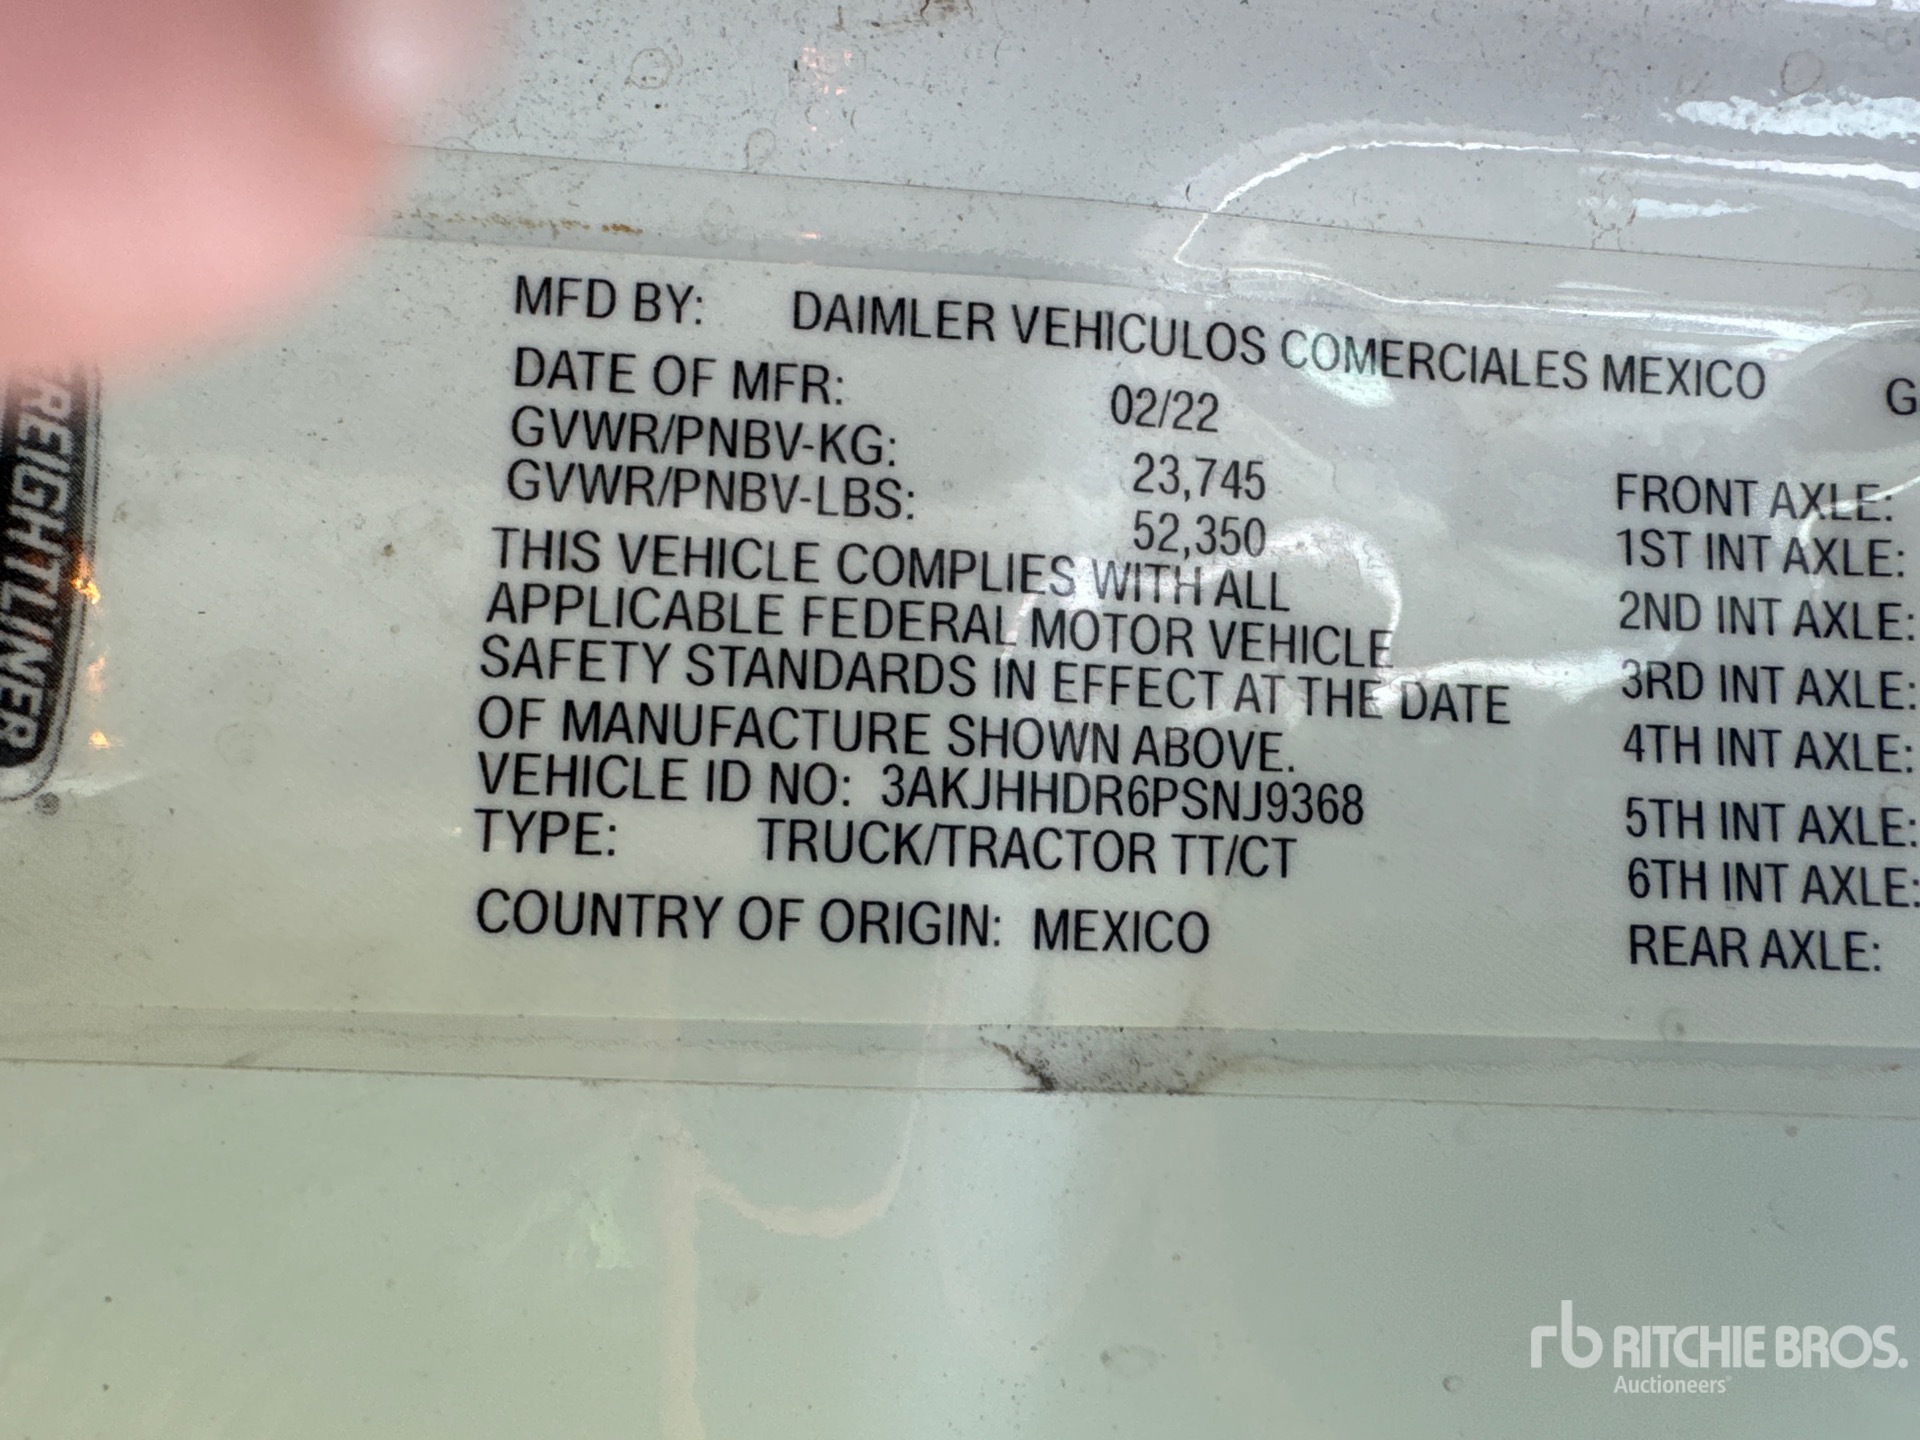 MFD BY: DAIMLER VEHICULOS COMERCIALES MEXICO G
DATE OF MFR: 02/22
GVWR/PNBV-KG: 23,745
GVWR/PNBV-LBS: 52,350
THIS VEHICLE COMPLIES WITH ALL
APPLICABLE FEDERAL MOTOR VEHICLE
SAFETY STANDARDS IN EFFECT AT THE DATE
OF MANUFACTURE SHOWN ABOVE.
VEHICLE ID NO: 3AKJHHDR6PSNJ9368
TYPE: TRUCK/TRACTOR TT/CT
COUNTRY OF ORIGIN: MEXICO
FRONT AXLE:
1ST INT AXLE:
2ND INT AXLE:
3RD INT AXLE:
4TH INT AXLE:
5TH INT AXLE:
6TH INT AXLE:
REAR AXLE:
REIGHTLINER
rb RITCHIE BROS.
Auctioneers